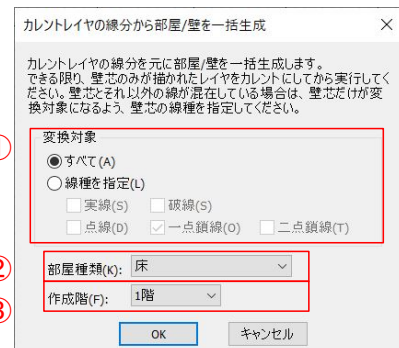 カレントレイヤの線分から部屋/壁を一括生成
カレントレイヤの線分を元に部屋/壁を一括生成します。
できる限り、壁芯のみが描かれたレイヤをカレントにしてから実行してく
ださい。壁芯とそれ以外の線が混在している場合は、壁芯だけが変
換対象になるよう、壁芯の線種を指定してください。
① 変換対象
すべて(A)
線種を指定(L)
実線(S) 破線(S)
点線(D) 一点鎖線(O) 二点鎖線(T)
② 部屋種類(K): 床
③ 作成階(F): 1階
OK キャンセル